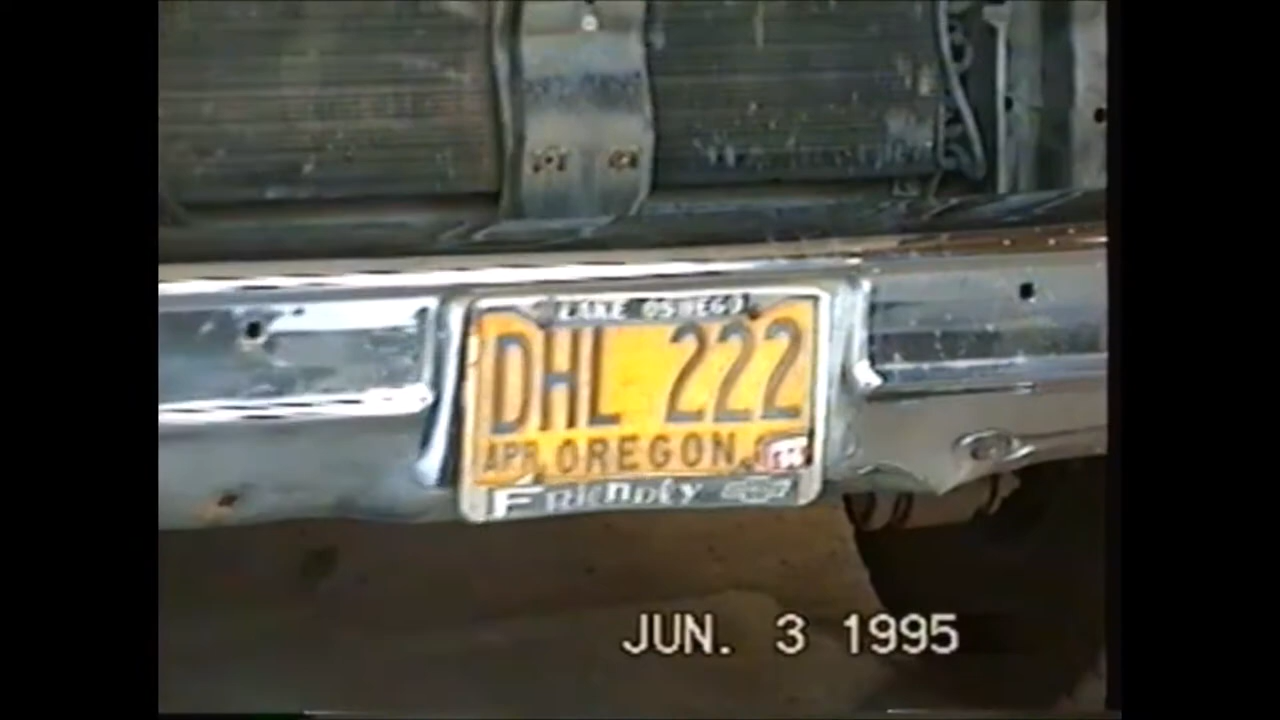 LAKE OSWEGO
DHL 222
APR OREGON
FRIENDLY
JUN. 3 1995